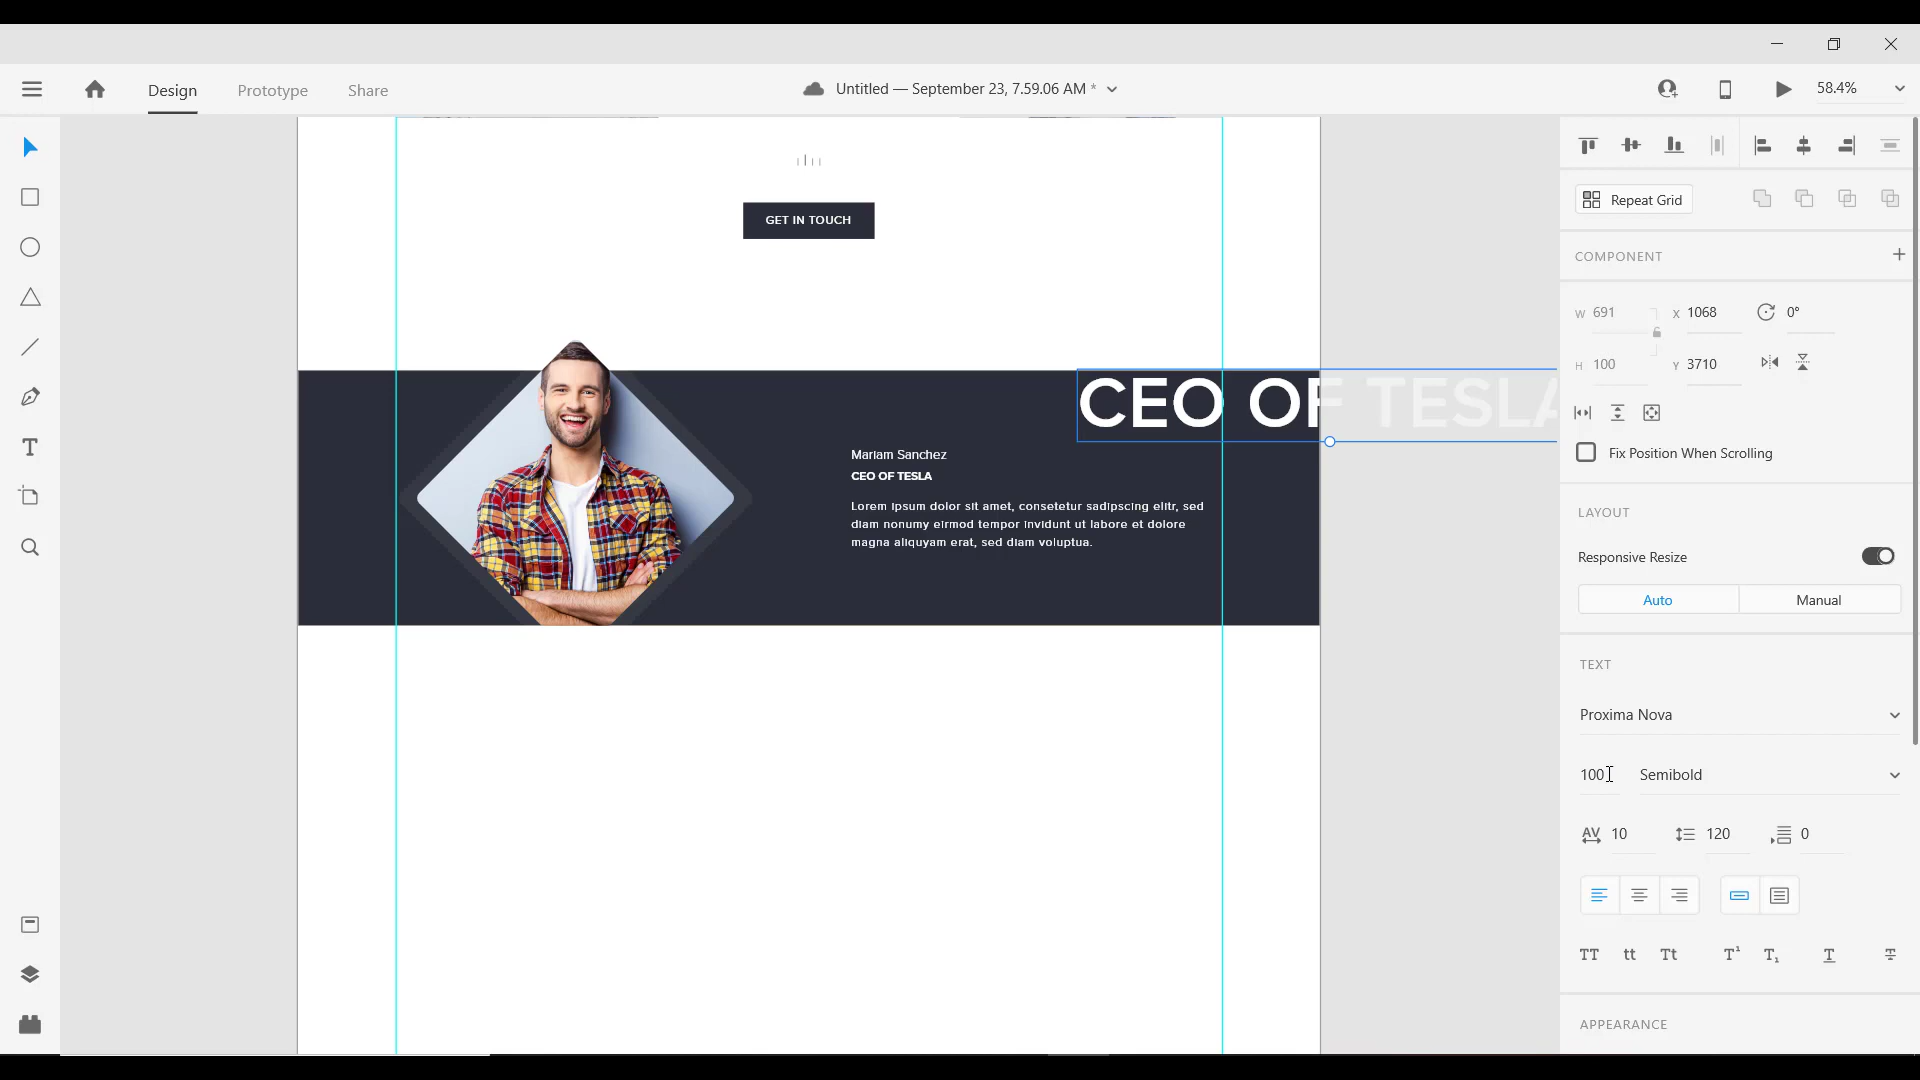 Design
Prototype
Share
Untitled — September 23, 7.59.06 AM *
58.4%
Repeat Grid
GET IN TOUCH
COMPONENT
W 691
X 1068
0°
H 100
Y 3710
CEO OF TESLA
Fix Position When Scrolling
Mariam Sanchez
CEO OF TESLA
Lorem ipsum dolor sit amet, consetetur sadipscing elitr, sed
diam nonumy eirmod tempor invidunt ut labore et dolore
magna aliquyam erat, sed diam voluptua.
LAYOUT
Responsive Resize
Auto
Manual
TEXT
Proxima Nova
100
Semibold
AV 10
120
0
TT tt Tt T¹ T₁ T T
APPEARANCE